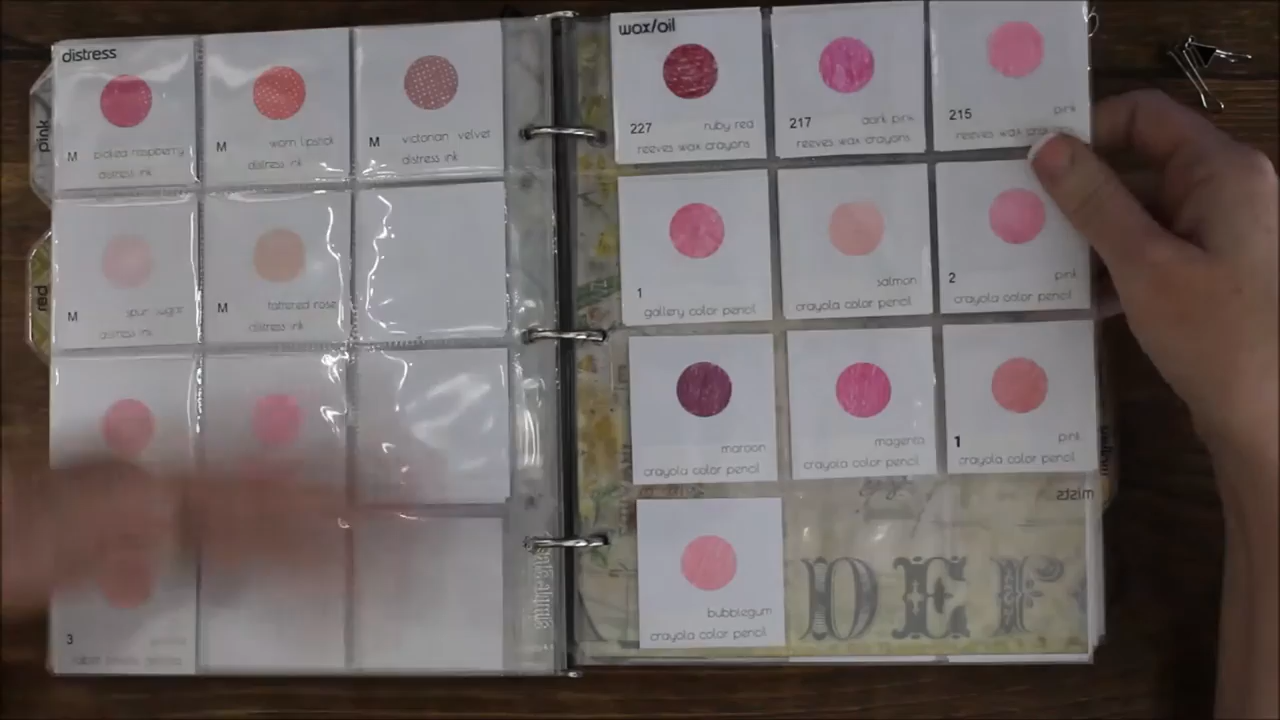 distress
pink
red
M picked raspberry
distress ink
M worn lipstick
distress ink
M victorian velvet
distress ink
M spun sugar
distress ink
M tattered rose
distress ink
3
wax/oil
227 ruby red
reeves wax crayons
217 dark pink
reeves wax crayons
215 pink
reeves wax
1
gallery color pencil
salmon
crayola color pencil
2 pink
crayola color pencil
maroon
crayola color pencil
magenta
crayola color pencil
1 pink
crayola color pencil
mists
bubblegum
crayola color pencil
DEF